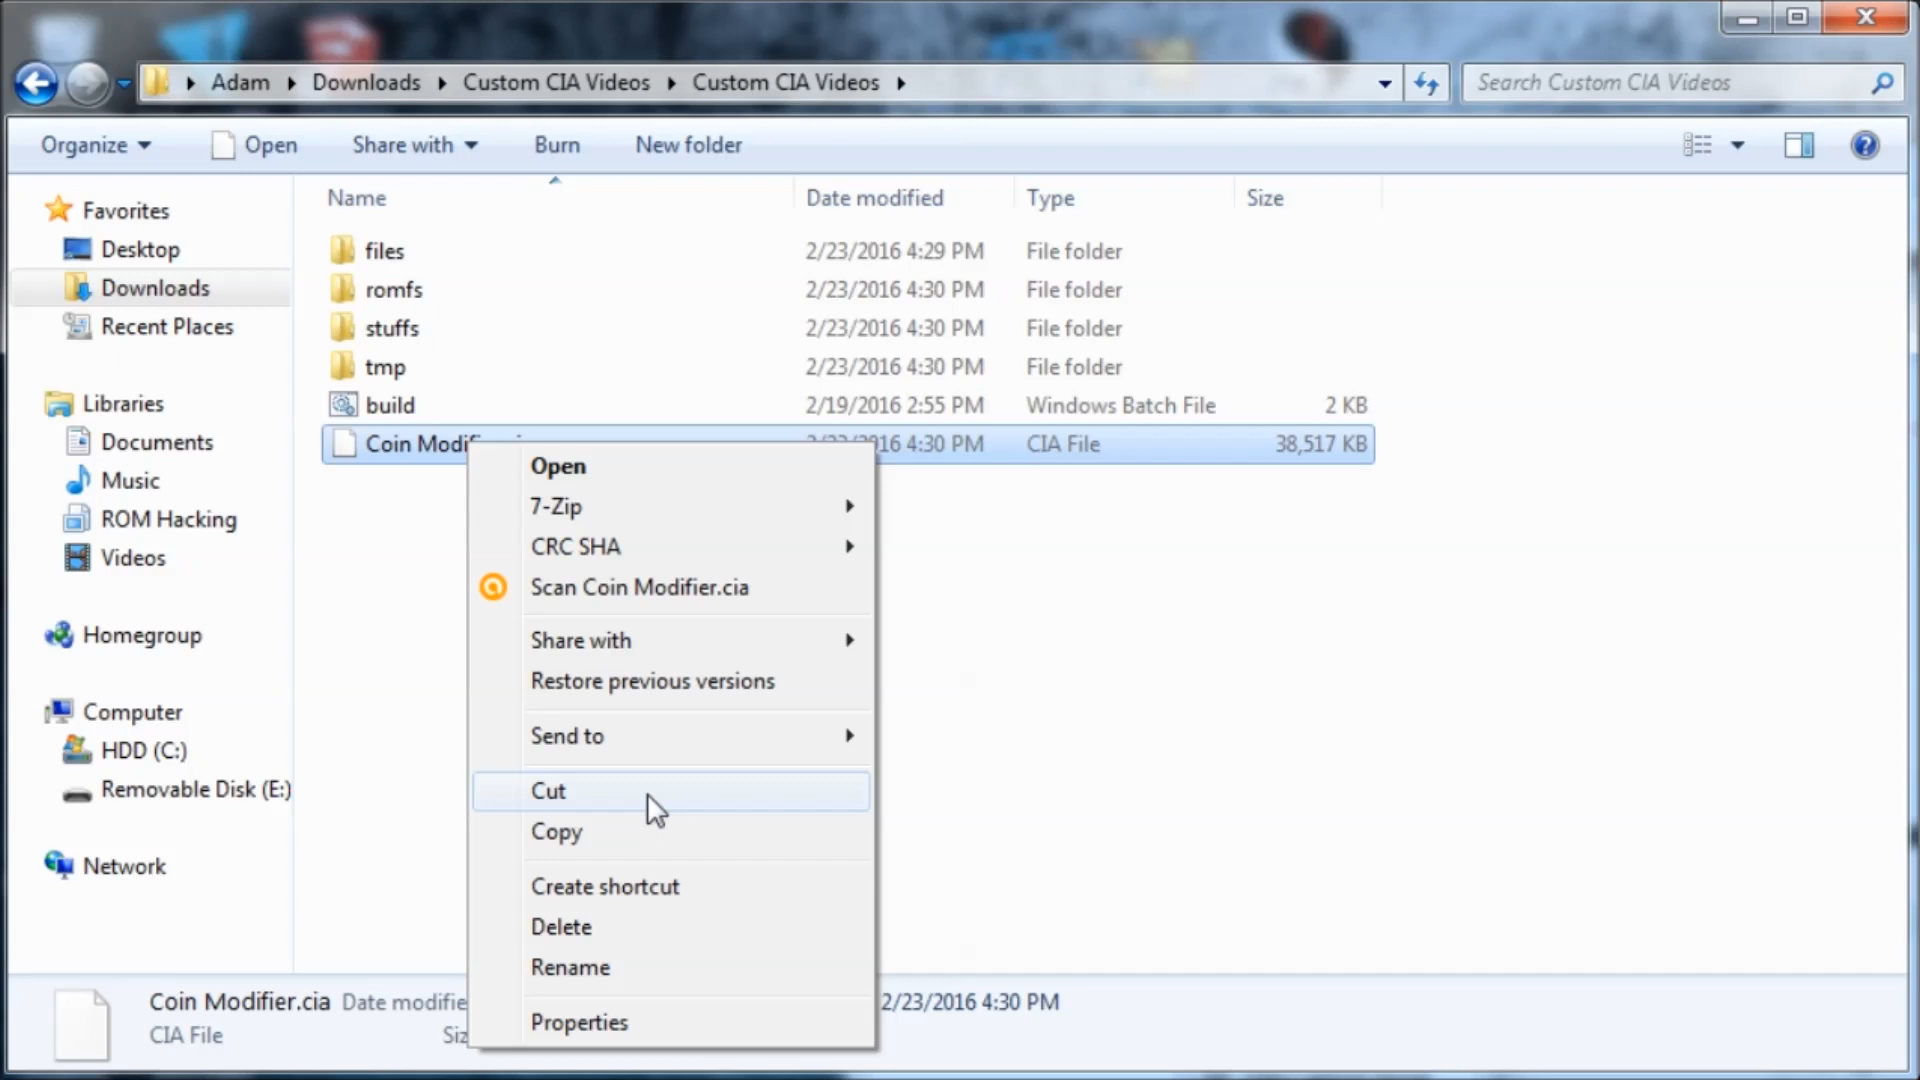 Adam Downloads Custom CIA Videos Custom CIA Videos
Search Custom CIA Videos
Organize Open Share with Burn New folder
Name Date modified Type Size
Favorites
Desktop
Downloads
Recent Places
Libraries
Documents
Music
ROM Hacking
Videos
Homegroup
Computer
HDD (C:)
Removable Disk (E:)
Network
files 2/23/2016 4:29 PM File folder
romfs 2/23/2016 4:30 PM File folder
stuffs 2/23/2016 4:30 PM File folder
tmp 2/23/2016 4:30 PM File folder
build 2/19/2016 2:55 PM Windows Batch File 2 KB
Coin 4:30 PM CIA File 38,517 KB
Open
7-Zip
CRC SHA
Scan Coin Modifier.cia
Share with
Restore previous versions
Send to
Cut
Copy
Create shortcut
Delete
Rename
Properties
Coin Modifier.cia Date 2/23/2016 4:30 PM
CIA File